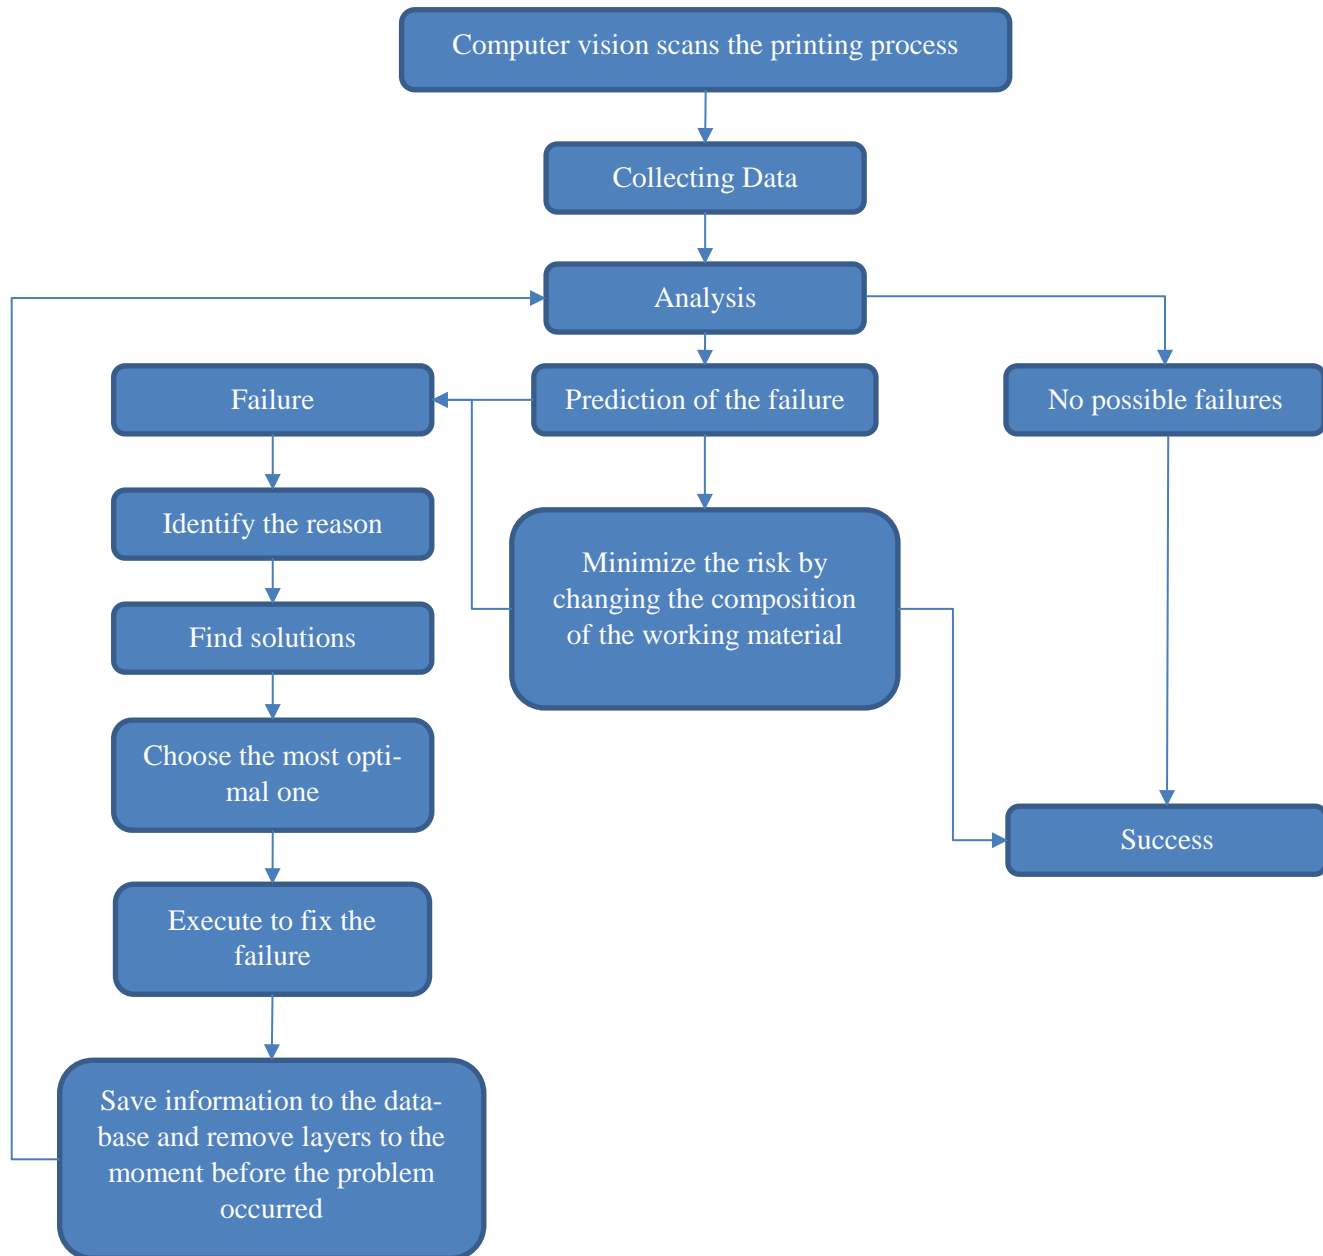 Computer vision scans the printing process
Collecting Data
Analysis
Failure
Prediction of the failure
No possible failures
Identify the reason
Minimize the risk by
changing the composition
of the working material
Find solutions
Choose the most opti-
mal one
Success
Execute to fix the
failure
Save information to the data-
base and remove layers to the
moment before the problem
occurred